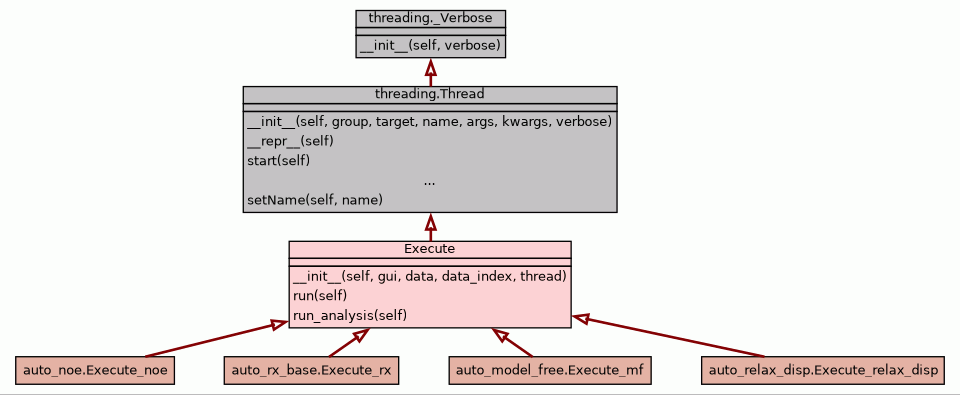 threading._Verbose
__init__(self, verbose)
threading.Thread
__init__(self, group, target, name, args, kwargs, verbose)
__repr__(self)
start(self)
...
setName(self, name)
Execute
__init__(self, gui, data, data_index, thread)
run(self)
run_analysis(self)
auto_noe.Execute_noe
auto_rx_base.Execute_rx
auto_model_free.Execute_mf
auto_relax_disp.Execute_relax_disp